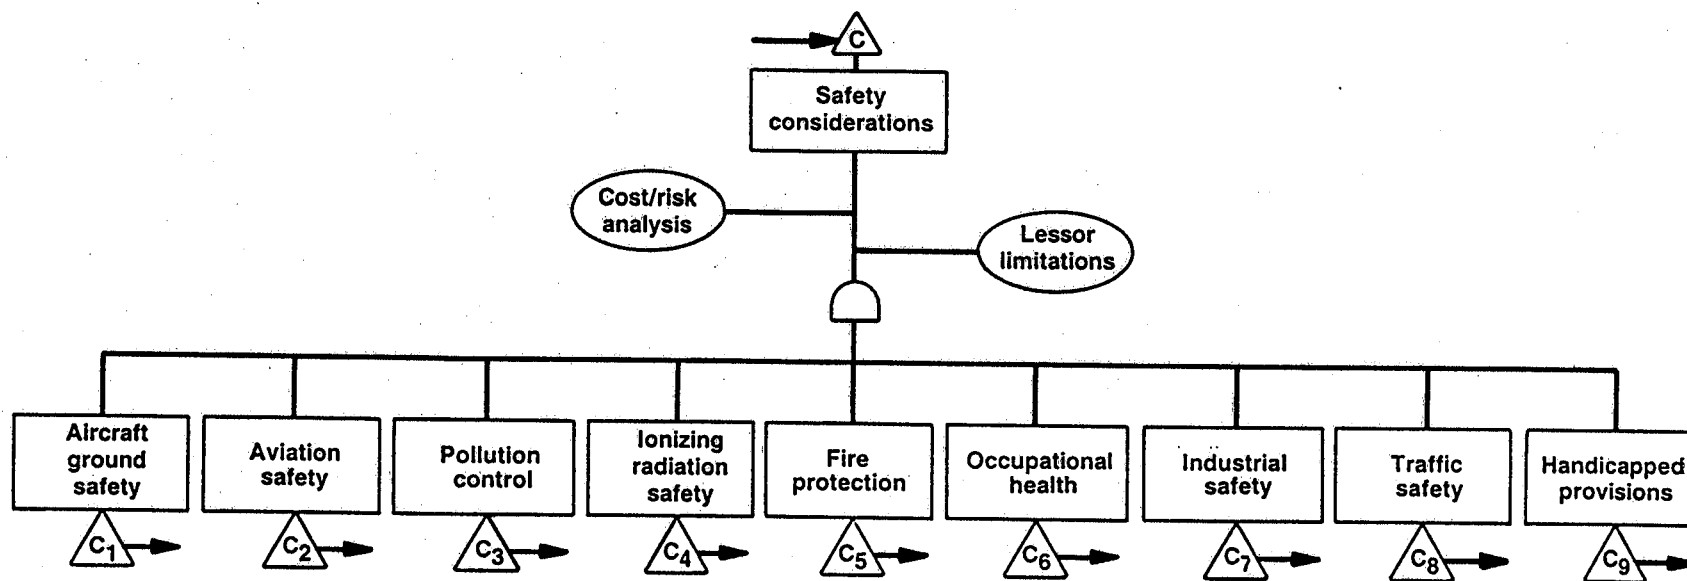 C
Safety
considerations
Cost/risk
analysis
Lessor
limitations
Aircraft
ground
safety
Aviation
safety
Pollution
control
Ionizing
radiation
safety
Fire
protection
Occupational
health
Industrial
safety
Traffic
safety
Handicapped
provisions
C1
C2
C3
C4
C5
C6
C7
C8
C9